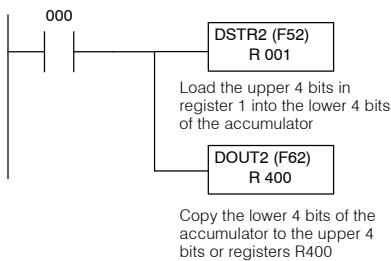 000
DSTR2 (F52)
R 001
Load the upper 4 bits in
register 1 into the lower 4 bits
of the accumulator
DOUT2 (F62)
R 400
Copy the lower 4 bits of the
accumulator to the upper 4
bits or registers R400